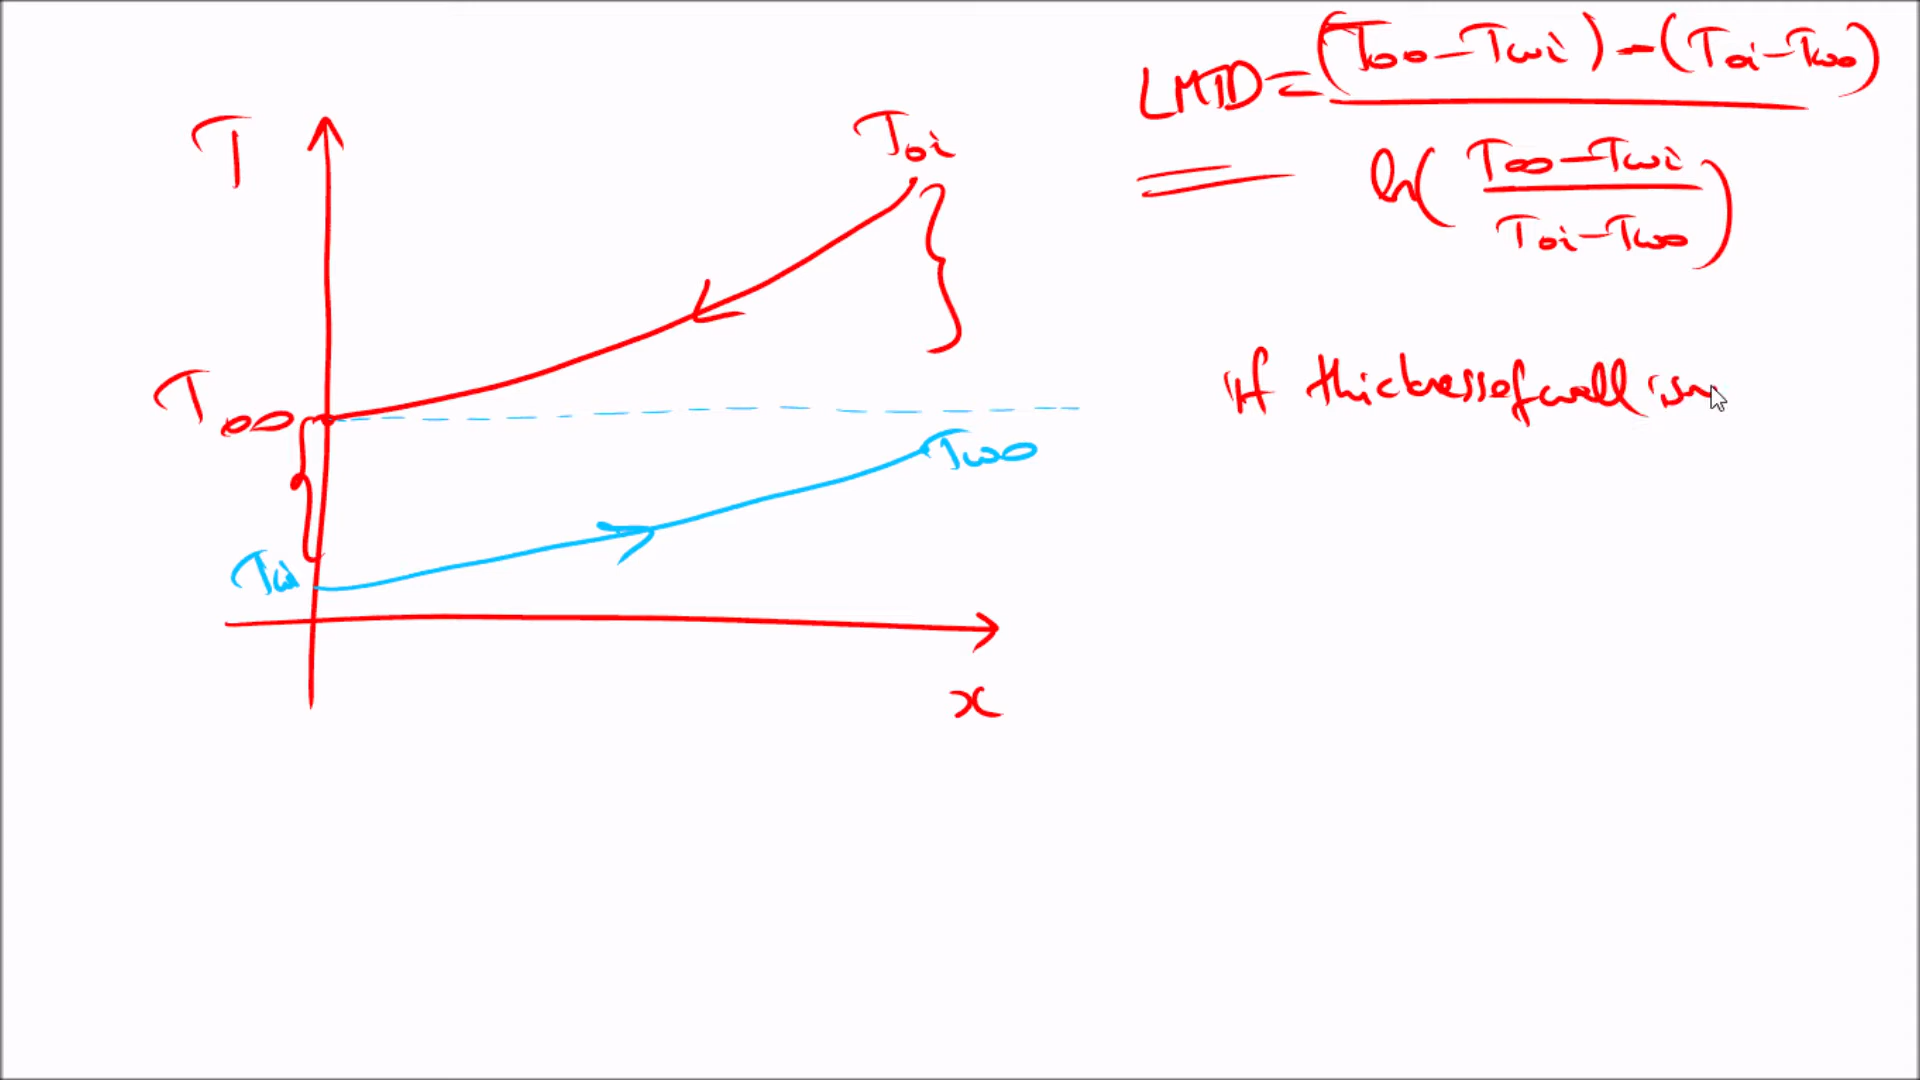 (Too-Twi)-(Toi-Two)
LMTD=
ln(Too-Twi
Toi-Two)
T
Toi
If thickness of wall is
Too
Two
Twi
x